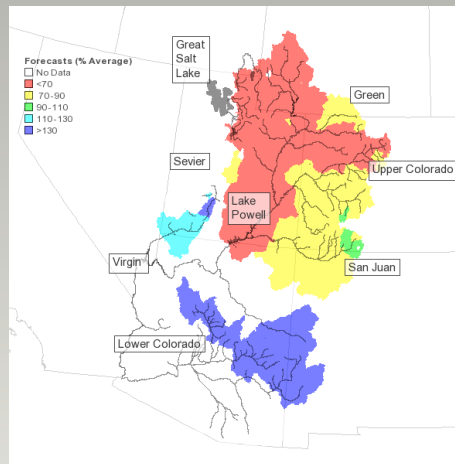 Great
Salt
Lake
Forecasts (% Average)
No Data
<70
70-90
90-110
110-130
>130
Green
Sevier
Upper Colorado
Lake
Powell
Virgin
San Juan
Lower Colorado